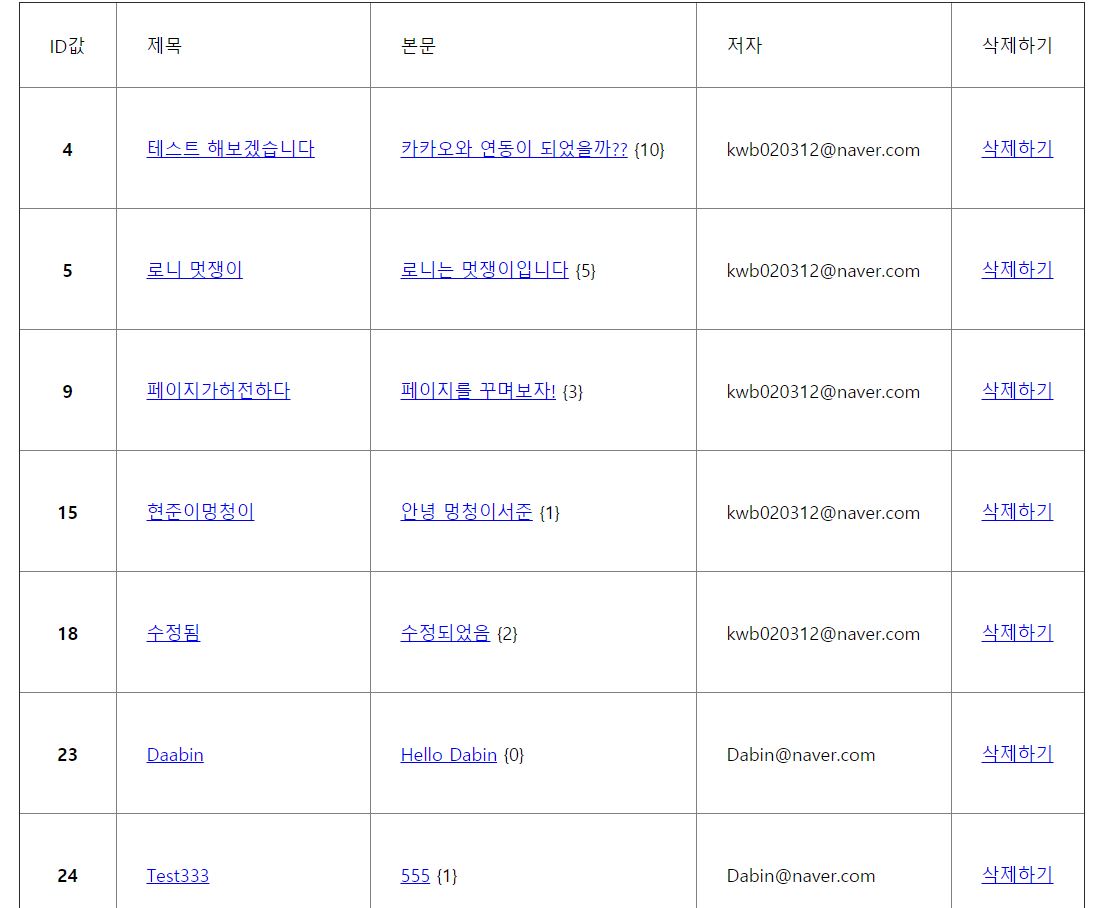 ID값 제목 본문 저자 삭제하기
4 테스트 해보겠습니다 카카오와 연동이 되었을까?? {10} kwb020312@naver.com 삭제하기
5 로니 멋쟁이 로니는 멋쟁이입니다 {5} kwb020312@naver.com 삭제하기
9 페이지가허전하다 페이지를 꾸며보자! {3} kwb020312@naver.com 삭제하기
15 현준이멍청이 안녕 멍청이서준 {1} kwb020312@naver.com 삭제하기
18 수정됨 수정되었음 {2} kwb020312@naver.com 삭제하기
23 Daabin Hello Dabin {0} Dabin@naver.com 삭제하기
24 Test333 555 {1} Dabin@naver.com 삭제하기